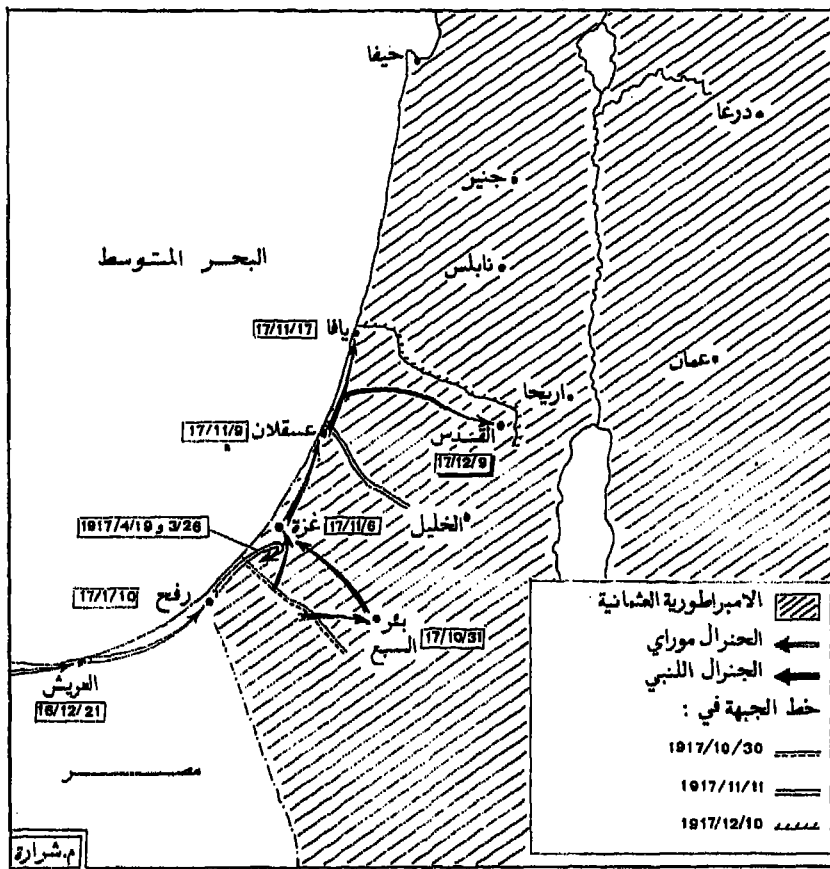 حيفا
درعا
جنين
نابلس
البحر المتوسط
يافا
17/11/17
عمان
اريحا
القدس
17/12/9
عسقلان
17/11/9
الخليل
غزة
17/11/6
3/26 و 1917/4/19
رفح
17/1/10
بئر
السبع
17/10/31
العريش
16/12/21
مصر
الامبراطورية العثمانية
الجنرال موراي
الجنرال اللنبي
خط الجبهة في :
1917/10/30
1917/11/11
1917/12/10
م. شرارة